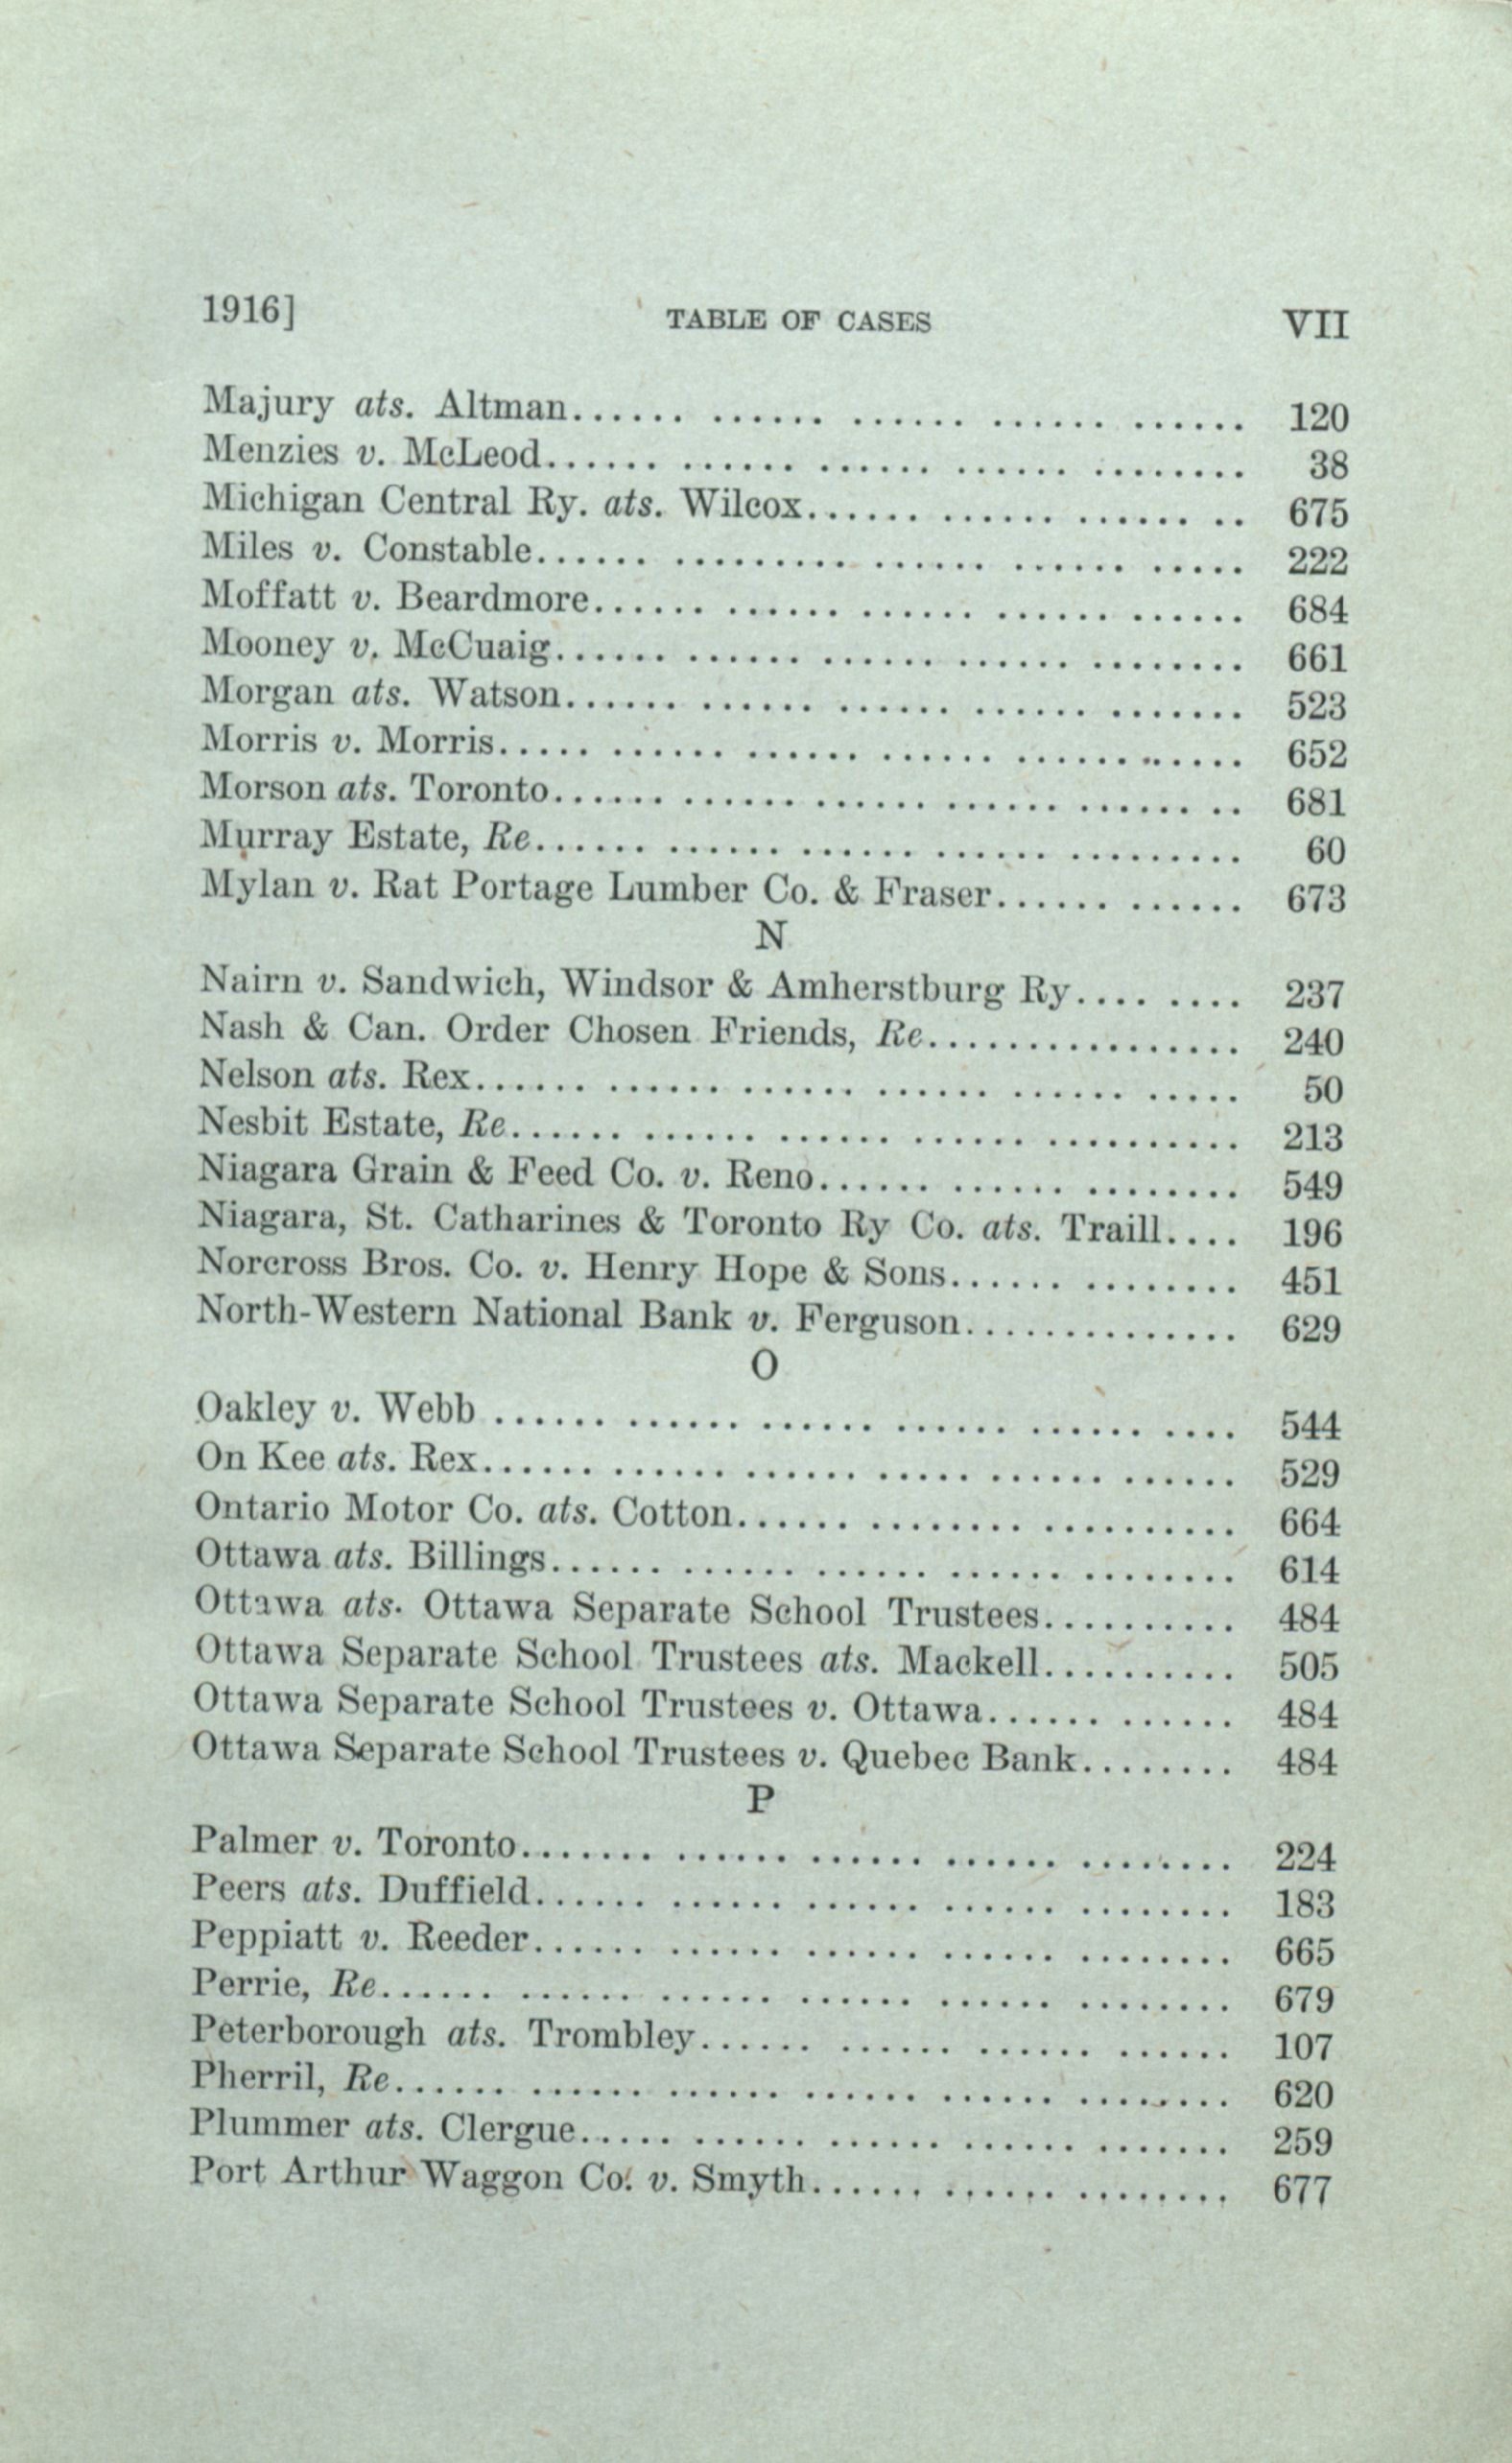 1916] TABLE OF CASES VII
Majury ats. Altman...... ...... ...... ...... ...... 120
Menzies v. McLeod...... ...... ...... ...... ........ 38
Michigan Central Ry. ats. Wilcox...... ...... ...... .. 675
Miles v. Constable...... ......... ...... ...... ..... 222
Moffatt v. Beardmore...... ...... ...... ...... ...... 684
Mooney v. McCuaig...... ...... ...... ...... ........ 661
Morgan ats. Watson...... ...... ...... ...... ....... 523
Morris v. Morris..... ...... ...... ...... ........... 652
Morson ats. Toronto...... ...... ...... ...... ...... .. 681
Murray Estate, Re...... ...... ...... ...... ......... 60
Mylan v. Rat Portage Lumber Co. & Fraser...... ...... 673
N
Nairn v. Sandwich, Windsor & Amherstburg Ry.... .... 237
Nash & Can. Order Chosen Friends, Re................ 240
Nelson ats. Rex...... ...... ...... ...... ...... ..... 50
Nesbit Estate, Re...... ...... ...... ...... .......... 213
Niagara Grain & Feed Co. v. Reno...... ...... ........ 549
Niagara, St. Catharines & Toronto Ry Co. ats. Traill.... 196
Norcross Bros. Co. v. Henry Hope & Sons...... ........ 451
North-Western National Bank v. Ferguson.............. 629
O
Oakley v. Webb ...... ...... ...... ...... ...... .... 544
On Kee ats. Rex...... ...... ...... ..... ...... ...... 529
Ontario Motor Co. ats. Cotton...... ........ .......... 664
Ottawa ats. Billings...... ...... ...... ...... ........ 614
Ottawa ats. Ottawa Separate School Trustees.......... 484
Ottawa Separate School Trustees ats. Mackell.......... 505
Ottawa Separate School Trustees v. Ottawa...... ...... 484
Ottawa Separate School Trustees v. Quebec Bank........ 484
P
Palmer v. Toronto....... ...... ...... ...... ........ 224
Peers ats. Duffield...... ...... ...... ...... ........ 183
Peppiatt v. Reeder...... ...... ...... ...... ........ 665
Perrie, Re...... ...... ...... ...... ...... ........ 679
Peterborough ats. Trombley...... ...... ...... ...... 107
Pherril, Re...... ...... ...... ...... ...... ........ 620
Plummer ats. Clergue..... ...... ...... ...... ....... 259
Port Arthur Waggon Co. v. Smyth...... ...... ........ 677